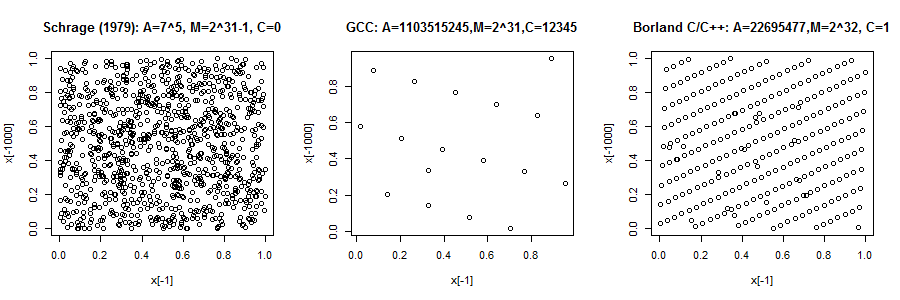 Schrage (1979): A=7^5, M=2^31-1, C=0
x[-1000]
1.0
0.8
0.6
0.4
0.2
0.0
0.0 0.2 0.4 0.6 0.8 1.0
x[-1]
GCC: A=1103515245,M=2^31,C=12345
x[-1000]
0.8
0.6
0.4
0.2
0.0
0.0 0.2 0.4 0.6 0.8
x[-1]
Borland C/C++: A=22695477,M=2^32, C=1
x[-1000]
1.0
0.8
0.6
0.4
0.2
0.0
0.0 0.2 0.4 0.6 0.8 1.0
x[-1]